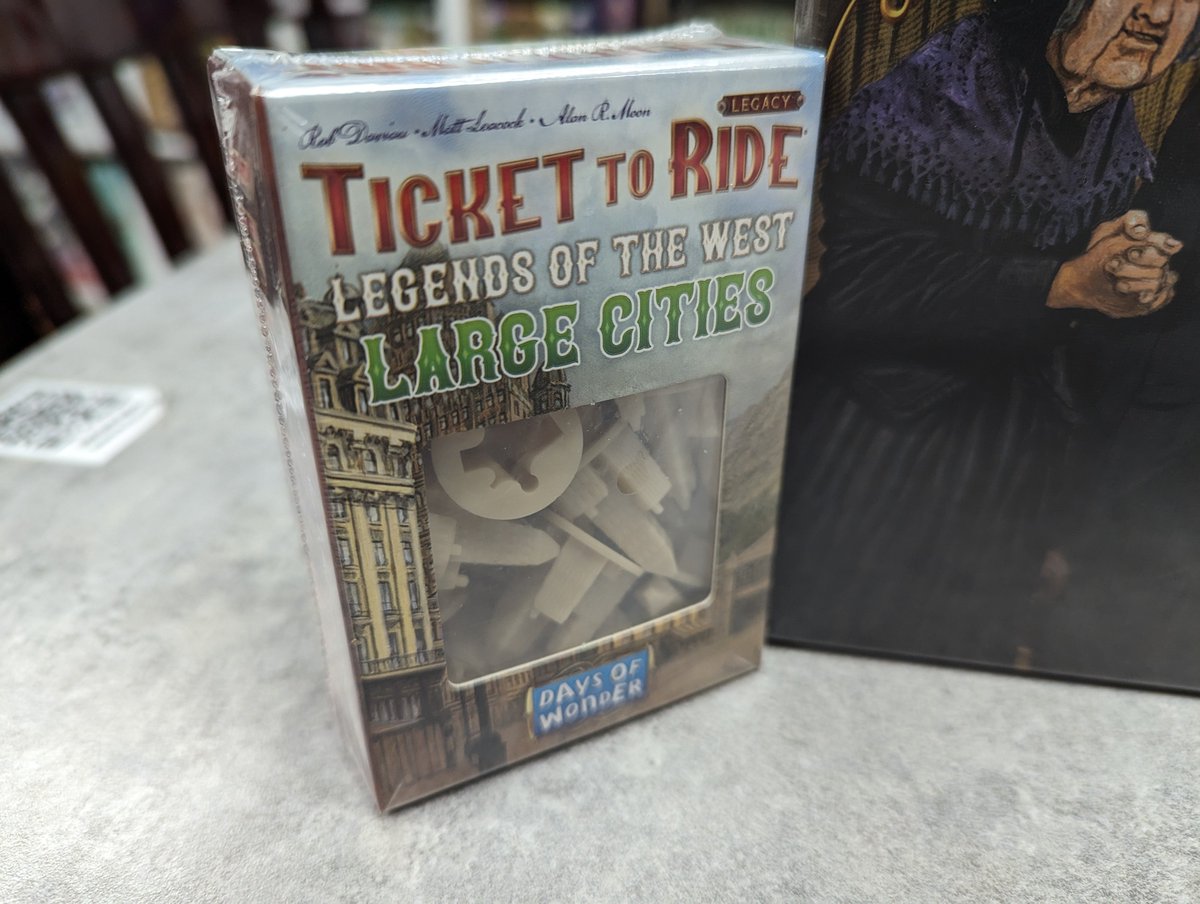 Rob Daviau • Matt Leacock • Alan R. Moon
LEGACY
TICKET TO RIDE
LEGENDS OF THE WEST
LARGE CITIES
DAYS OF
WONDER